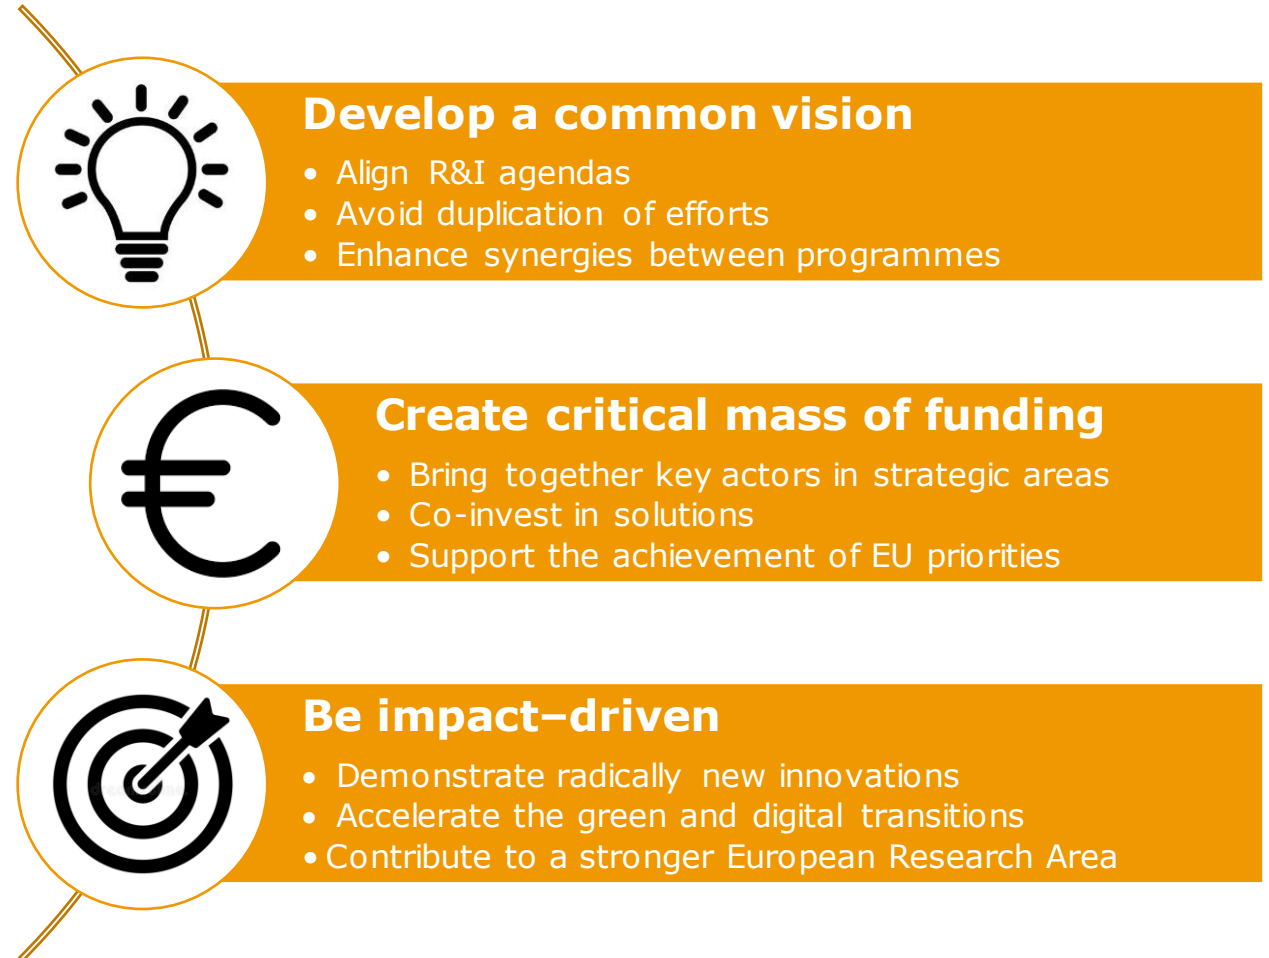 Develop a common vision
• Align R&I agendas
• Avoid duplication of efforts
• Enhance synergies between programmes
Create critical mass of funding
• Bring together key actors in strategic areas
• Co-invest in solutions
• Support the achievement of EU priorities
Be impact–driven
• Demonstrate radically new innovations
• Accelerate the green and digital transitions
• Contribute to a stronger European Research Area